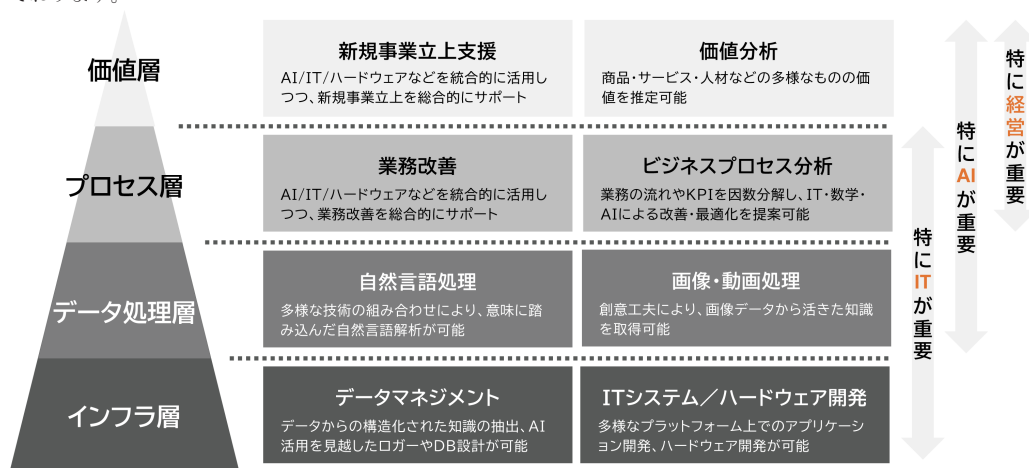 価値層
新規事業立上支援
AI/IT/ハードウェアなどを統合的に活用し
つつ、新規事業立上を総合的にサポート
価値分析
商品・サービス・人材などの多様なものの価
値を推定可能
プロセス層
業務改善
AI/IT/ハードウェアなどを統合的に活用し
つつ、業務改善を総合的にサポート
ビジネスプロセス分析
業務の流れやKPIを因数分解し、IT・数学・
AIによる改善・最適化を提案可能
データ処理層
自然言語処理
多様な技術の組み合わせにより、意味に踏
み込んだ自然言語解析が可能
画像・動画処理
創意工夫により、画像データから活きた知識
を取得可能
インフラ層
データマネジメント
データからの構造化された知識の抽出、AI
活用を見越したロガーやDB設計が可能
ITシステム／ハードウェア開発
多様なプラットフォーム上でのアプリケーシ
ョン開発、ハードウェア開発が可能
特にITが重要
特にAIが重要
特に経営が重要